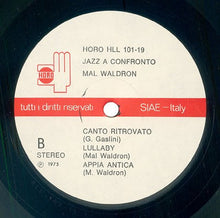 HORO HLL 101-19
JAZZ A CONFRONTO
MAL WALDRON
HORO
tutti i diritti riservati
SIAE - Italy
B
STEREO
℗ 1973
CANTO RITROVATO
(G. Gaslini)
LULLABY
(Mal Waldron)
APPIA ANTICA
(M. Waldron)